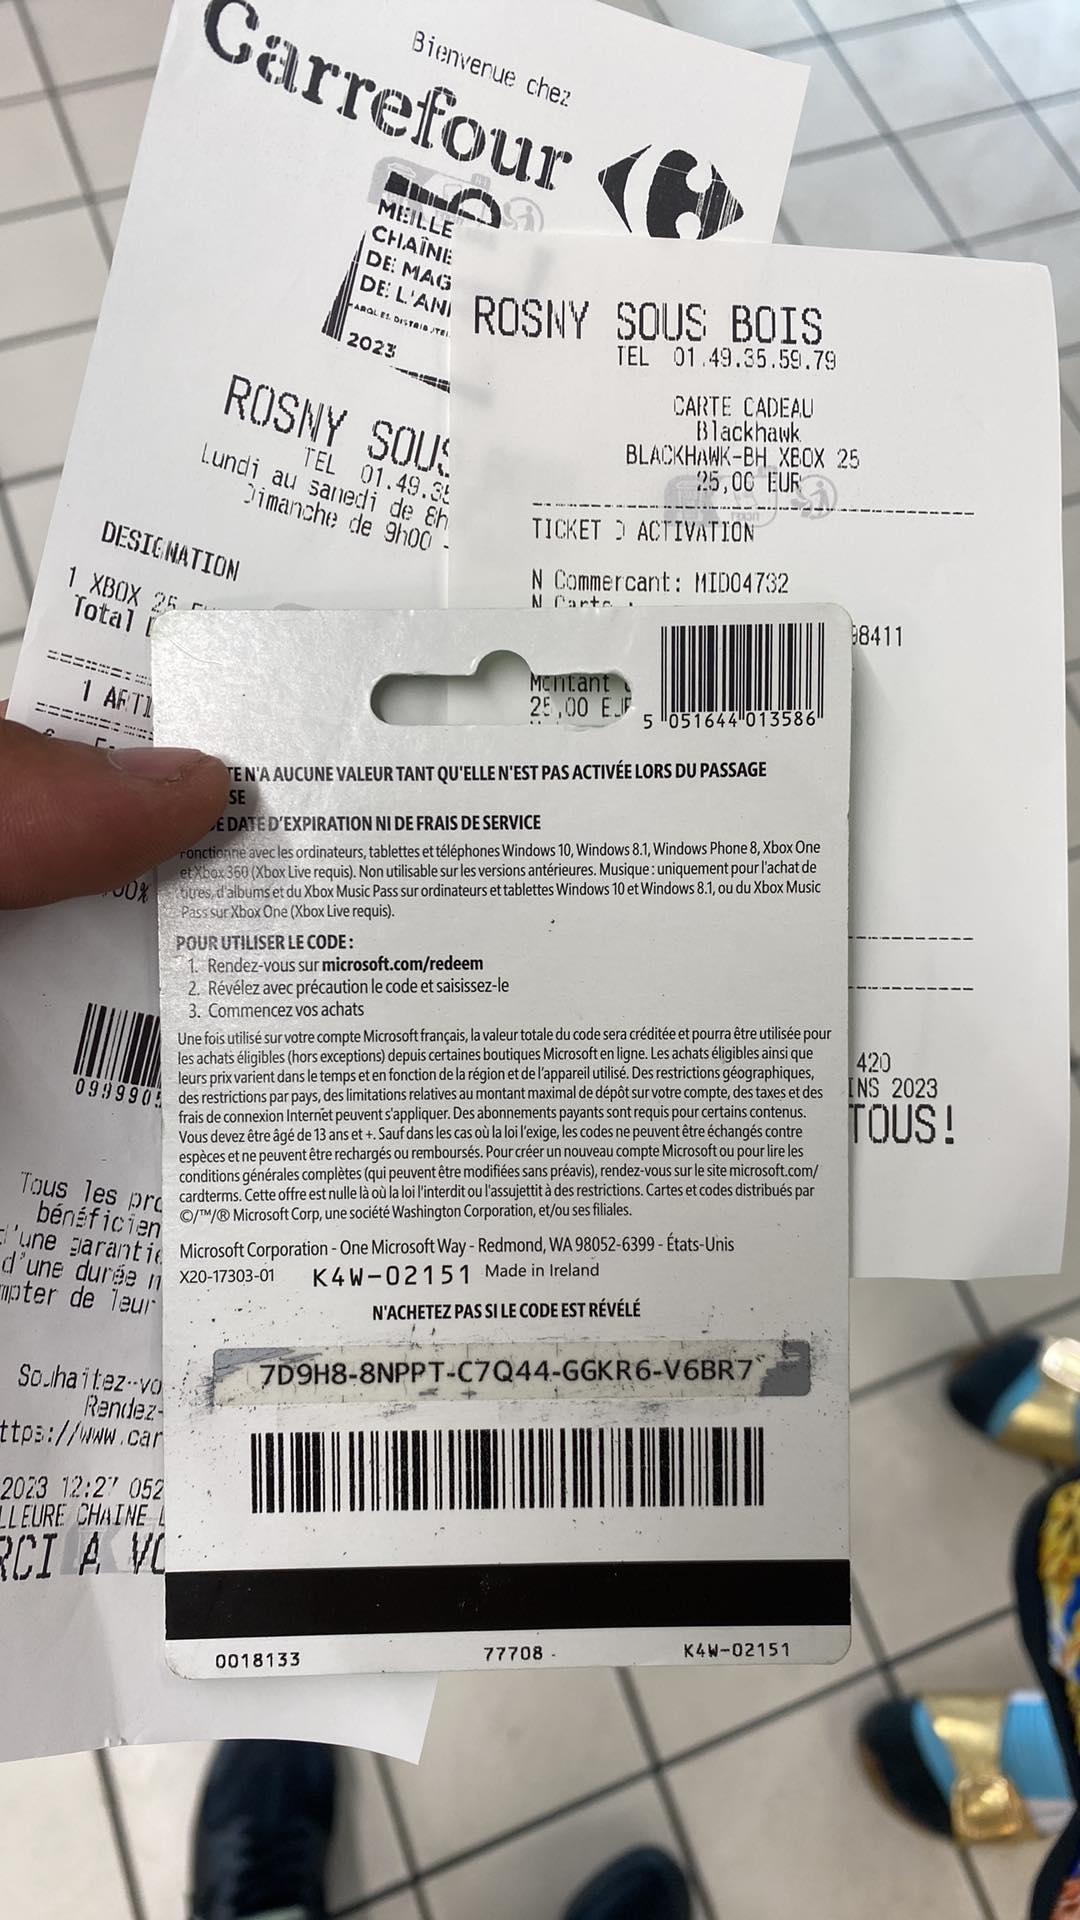 Bienvenue chez
Carrefour
MEILLE
CHAÎNE
DE MAG
DE L'AN
2023
ROSNY SOUS
TEL 01.49.35
Lundi au samedi de 8h
Dimanche de 9h00 -
DESIGNATION
1 XBOX 25
Total
1 ARTI
00%
099990
Tous les pro
bénéficien
d'une garantie
d'une durée
mpter de leur
Souhaitez-vo
Rendez-
ttps://www.car
2023 12:27 052
LLEURE CHAINE
RCI A VO
ROSNY SOUS BOIS
TEL 01.49.35.59.79
CARTE CADEAU
Blackhawk
BLACKHAWK-BH XBOX 25
25,00 EUR
TICKET D ACTIVATION
N Commercant: MID04732
N Carte
98411
Montant
25,00 EUR
420
INS 2023
TOUS!
5 051644 013586
TE N'A AUCUNE VALEUR TANT QU'ELLE N'EST PAS ACTIVÉE LORS DU PASSAGE
SE
E DATE D'EXPIRATION NI DE FRAIS DE SERVICE
Fonctionne avec les ordinateurs, tablettes et téléphones Windows 10, Windows 8.1, Windows Phone 8, Xbox One
et Xbox 360 (Xbox Live requis). Non utilisable sur les versions antérieures. Musique : uniquement pour l'achat de
titres, d'albums et du Xbox Music Pass sur ordinateurs et tablettes Windows 10 et Windows 8.1, ou du Xbox Music
Pass sur Xbox One (Xbox Live requis).
POUR UTILISER LE CODE :
1. Rendez-vous sur microsoft.com/redeem
2. Révélez avec précaution le code et saisissez-le
3. Commencez vos achats
Une fois utilisé sur votre compte Microsoft français, la valeur totale du code sera créditée et pourra être utilisée pour
les achats éligibles (hors exceptions) depuis certaines boutiques Microsoft en ligne. Les achats éligibles ainsi que
leurs prix varient dans le temps et en fonction de la région et de l'appareil utilisé. Des restrictions géographiques,
des restrictions par pays, des limitations relatives au montant maximal de dépôt sur votre compte, des taxes et des
frais de connexion Internet peuvent s'appliquer. Des abonnements payants sont requis pour certains contenus.
Vous devez être âgé de 13 ans et +. Sauf dans les cas où la loi l'exige, les codes ne peuvent être échangés contre
espèces et ne peuvent être rechargés ou remboursés. Pour créer un nouveau compte Microsoft ou pour lire les
conditions générales complètes (qui peuvent être modifiées sans préavis), rendez-vous sur le site microsoft.com/
cardterms. Cette offre est nulle là où la loi l'interdit ou l'assujettit à des restrictions. Cartes et codes distribués par
©/™/® Microsoft Corp, une société Washington Corporation, et/ou ses filiales.
Microsoft Corporation - One Microsoft Way - Redmond, WA 98052-6399 - États-Unis
X20-17303-01 K4W-02151 Made in Ireland
N'ACHETEZ PAS SI LE CODE EST RÉVÉLÉ
7D9H8-8NPPT-C7Q44-GGKR6-V6BR7
0018133 77708 - K4W-02151